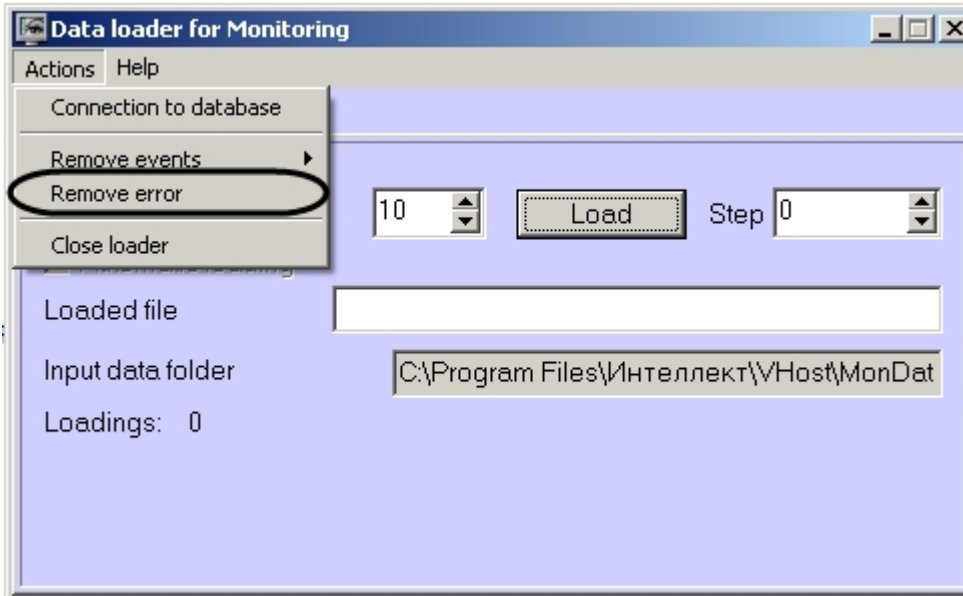 Data loader for Monitoring
Actions Help
Connection to database
Remove events
Remove error
Close loader
10 Load Step 0
Loaded file
Input data folder C:\Program Files\Интеллект\VHost\MonDat
Loadings: 0